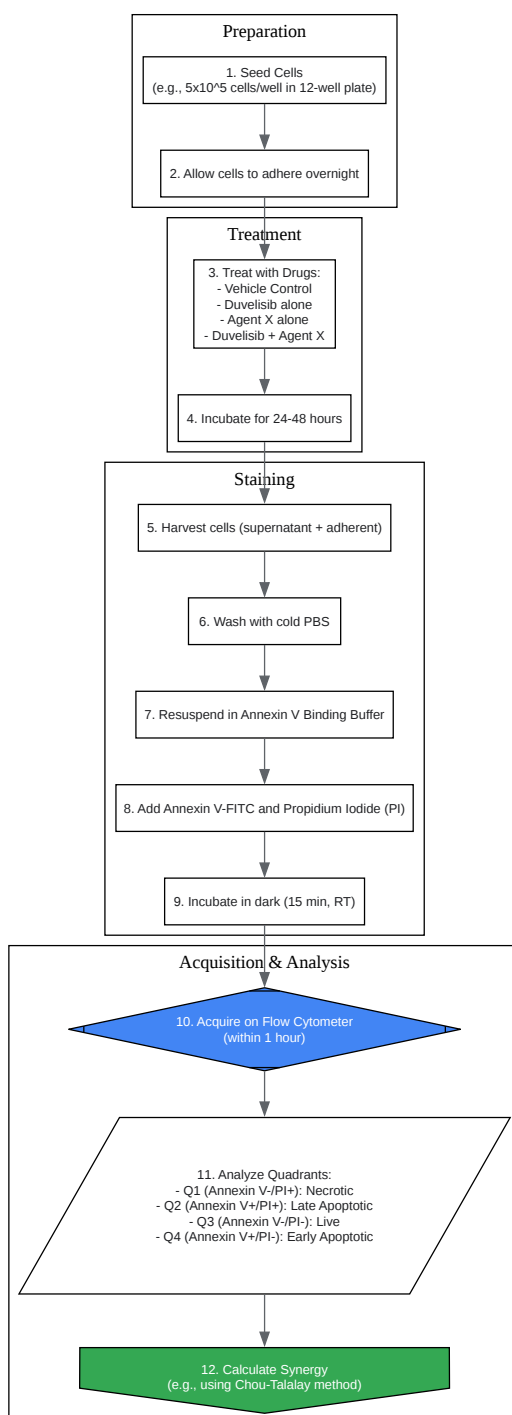 Preparation
1. Seed Cells
(e.g., 5x10^5 cells/well in 12-well plate)
2. Allow cells to adhere overnight
Treatment
3. Treat with Drugs:
- Vehicle Control
- Duvelisib alone
- Agent X alone
- Duvelisib + Agent X
4. Incubate for 24-48 hours
Staining
5. Harvest cells (supernatant + adherent)
6. Wash with cold PBS
7. Resuspend in Annexin V Binding Buffer
8. Add Annexin V-FITC and Propidium Iodide (PI)
9. Incubate in dark (15 min, RT)
Acquisition & Analysis
10. Acquire on Flow Cytometer
(within 1 hour)
11. Analyze Quadrants:
- Q1 (Annexin V-/PI+): Necrotic
- Q2 (Annexin V+/PI+): Late Apoptotic
- Q3 (Annexin V-/PI-): Live
- Q4 (Annexin V+/PI-): Early Apoptotic
12. Calculate Synergy
(e.g., using Chou-Talalay method)